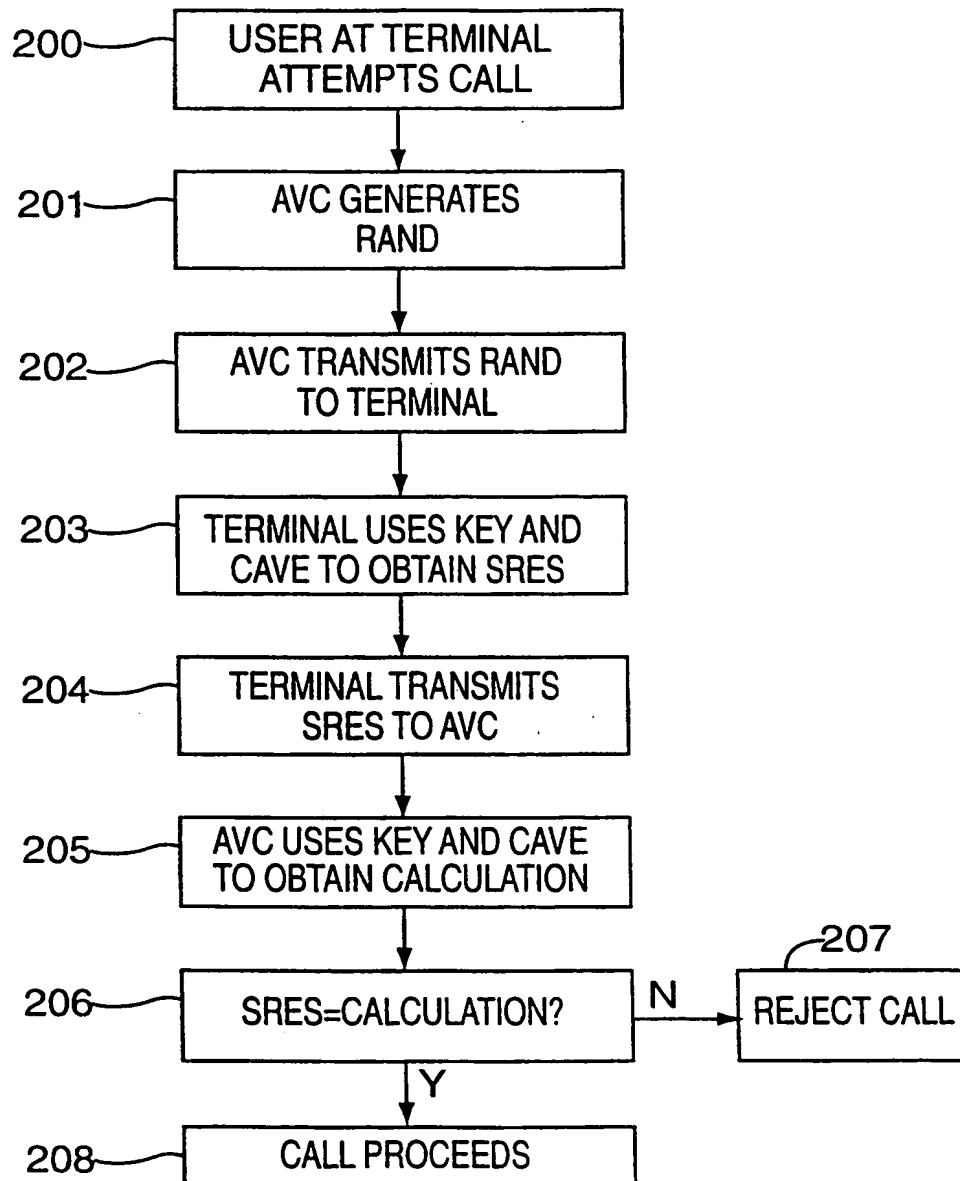 200
USER AT TERMINAL
ATTEMPTS CALL
201
AVC GENERATES
RAND
202
AVC TRANSMITS RAND
TO TERMINAL
203
TERMINAL USES KEY AND
CAVE TO OBTAIN SRES
204
TERMINAL TRANSMITS
SRES TO AVC
205
AVC USES KEY AND CAVE
TO OBTAIN CALCULATION
206
SRES=CALCULATION?
N
207
REJECT CALL
Y
208
CALL PROCEEDS